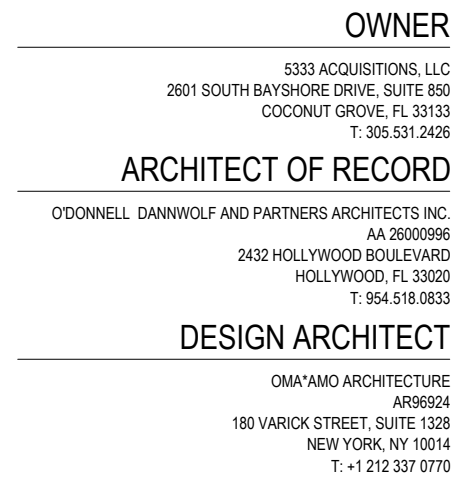 OWNER
5333 ACQUISITIONS, LLC
2601 SOUTH BAYSHORE DRIVE, SUITE 850
COCONUT GROVE, FL 33133
T: 305.531.2426
ARCHITECT OF RECORD
O'DONNELL DANNWOLF AND PARTNERS ARCHITECTS INC.
AA 26000996
2432 HOLLYWOOD BOULEVARD
HOLLYWOOD, FL 33020
T: 954.518.0833
DESIGN ARCHITECT
OMA*AMO ARCHITECTURE
AR96924
180 VARICK STREET, SUITE 1328
NEW YORK, NY 10014
T: +1 212 337 0770